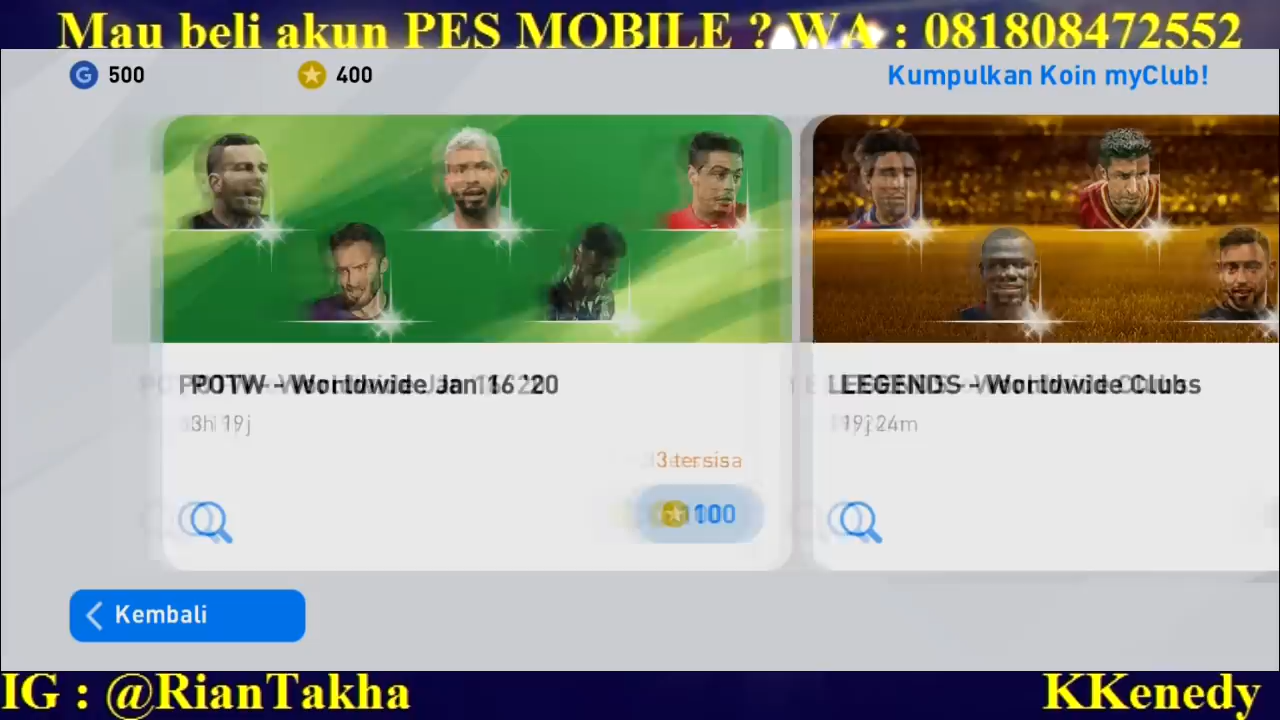 Mau beli akun PES MOBILE ? WA : 081808472552
G 500
400
Kumpulkan Koin myClub!
POTW - Worldwide Jan 16 '20
3h 19j
3 tersisa
100
LEGENDS - Worldwide Clubs
19j 24m
Kembali
IG : @RianTakha
KKenedy